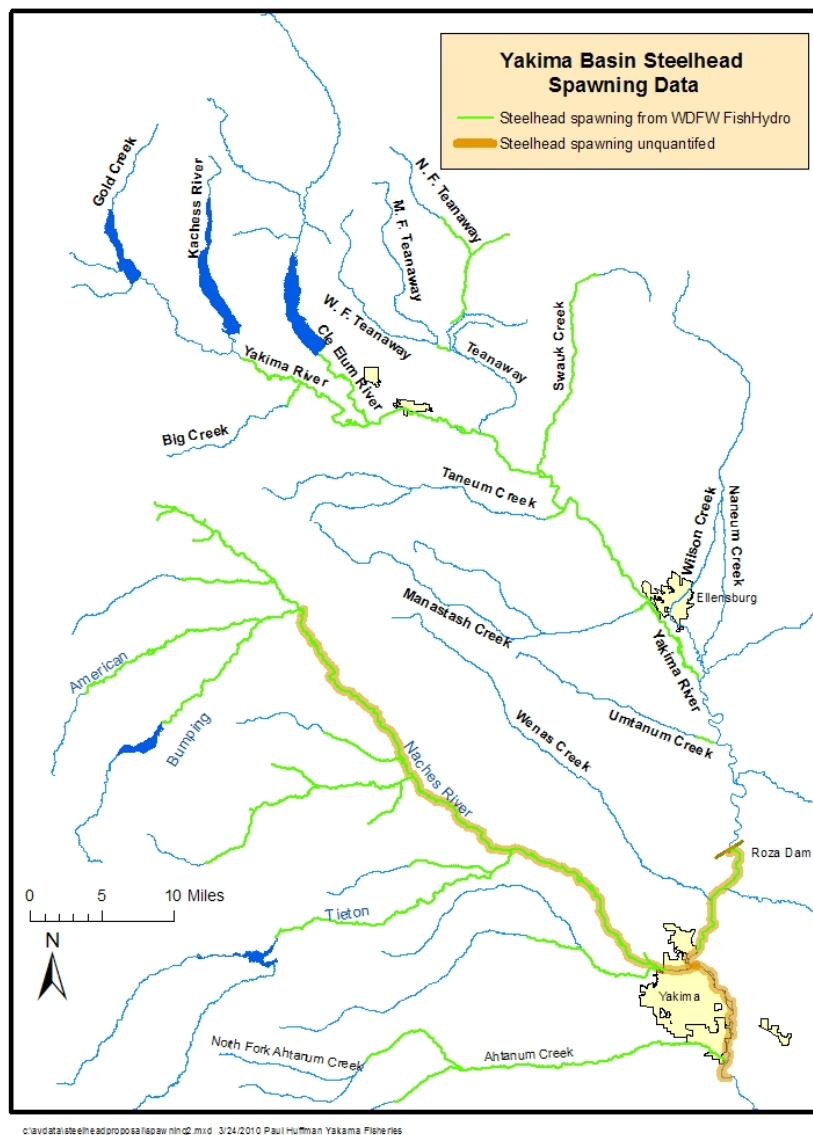 Yakima Basin Steelhead
Spawning Data
Steelhead spawning from WDFW FishHydro
Steelhead spawning unquantifed
Gold Creek
Kachess River
N. F. Teanaway
M. F. Teanaway
W. F. Teanaway
Teanaway
Swauk Creek
Cle Elum River
Yakima River
Big Creek
Taneum Creek
Wilson Creek
Naneum Creek
Ellensburg
Manastash Creek
Yakima River
American
Bumping
Umtanum Creek
Wenas Creek
Naches River
Roza Dam
0 5 10 Miles
N
Tieton
Yakima
North Fork Ahtanum Creek
Ahtanum Creek
c:\avdata\steelheadproposal\spawning2.mxd 3/24/2010 Paul Huffman Yakama Fisheries